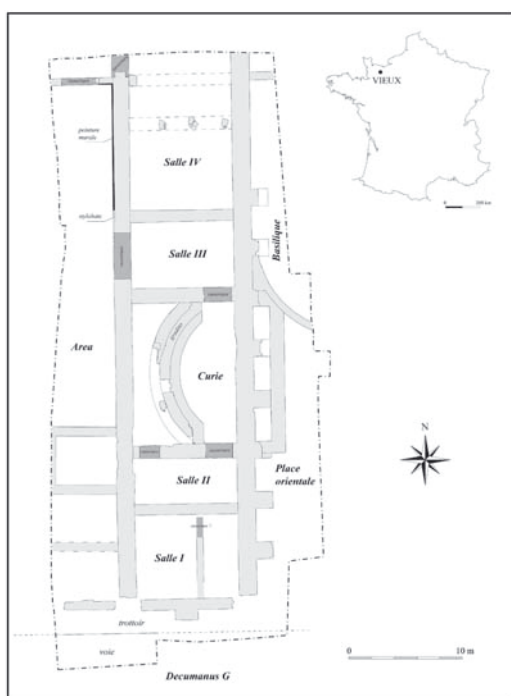 VIEUX
0 100 km
peinture
murale
Salle IV
stylobate
Basilique
Salle III
gradins
Area
Curie
N
Place
orientale
Salle II
Salle I
trottoir
voie
0 10 m
Decumanus G